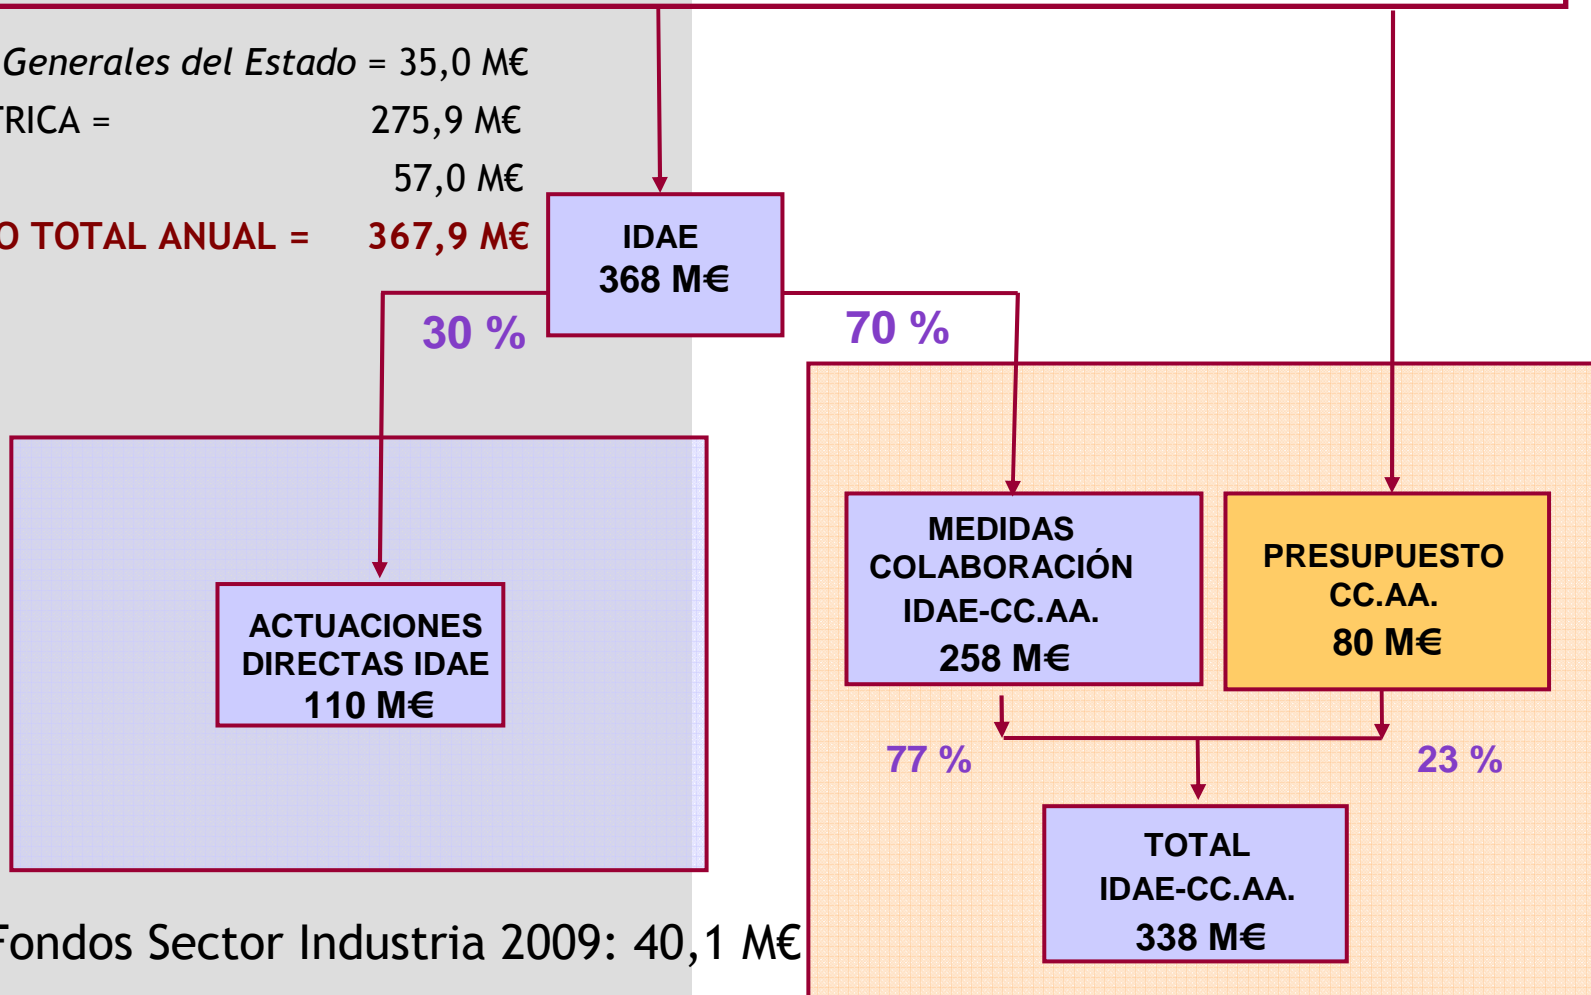 Generales del Estado = 35,0 M€
TRICA = 275,9 M€
57,0 M€
O TOTAL ANUAL = 367,9 M€
IDAE
368 M€
30 %
70 %
ACTUACIONES
DIRECTAS IDAE
110 M€
MEDIDAS
COLABORACIÓN
IDAE-CC.AA.
258 M€
PRESUPUESTO
CC.AA.
80 M€
77 %
23 %
TOTAL
IDAE-CC.AA.
338 M€
Fondos Sector Industria 2009: 40,1 M€